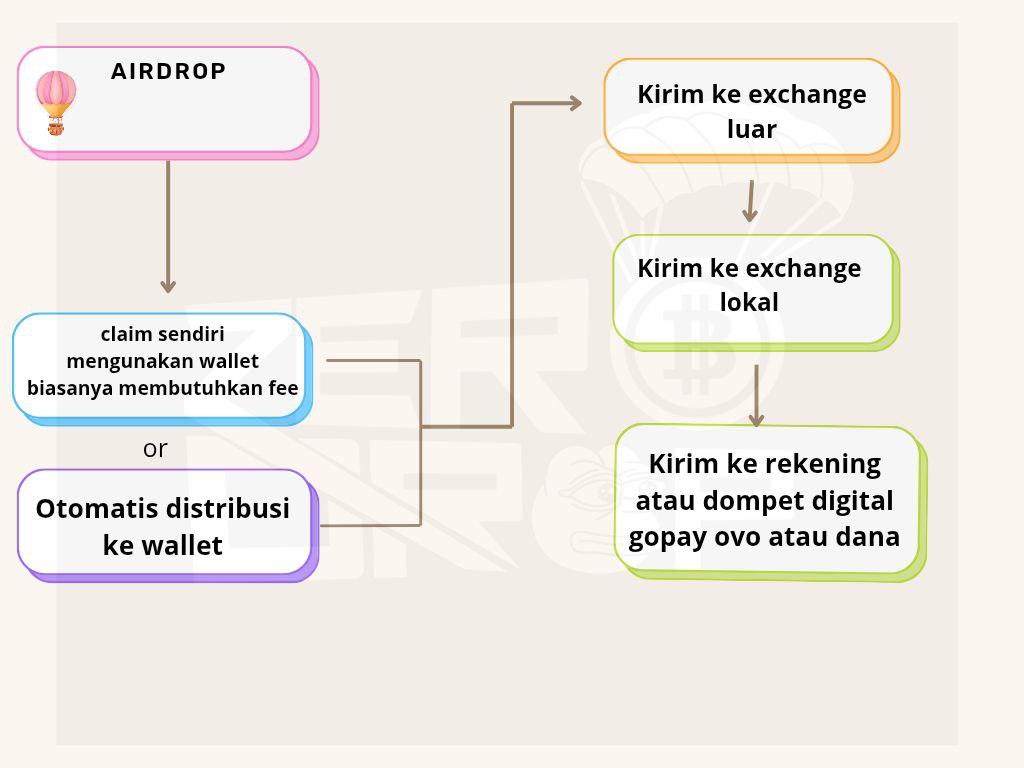 AIRDROP
claim sendiri
mengunakan wallet
biasanya membutuhkan fee
or
Otomatis distribusi
ke wallet
Kirim ke exchange
luar
Kirim ke exchange
lokal
Kirim ke rekening
atau dompet digital
gopay ovo atau dana